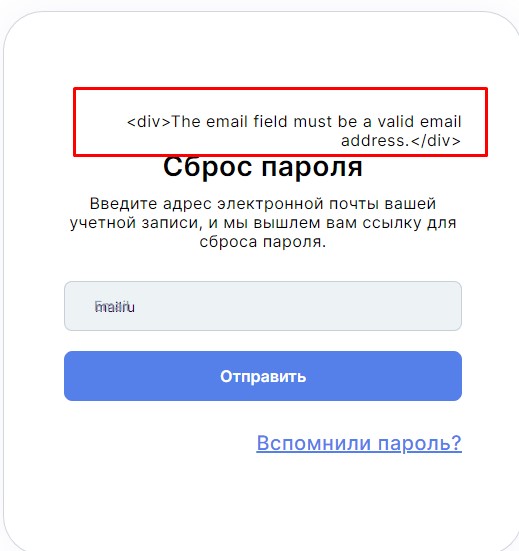 <div>The email field must be a valid email
address.</div>
Сброс пароля
Введите адрес электронной почты вашей
учетной записи, и мы вышлем вам ссылку для
сброса пароля.
Email
mailru
Отправить
Вспомнили пароль?